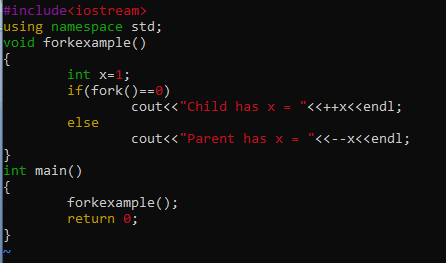 #include<iostream>
using namespace std;
void forkexample()
{
int x=1;
if(fork()==0)
cout<<"Child has x = "<<++x<<endl;
else
cout<<"Parent has x = "<<--x<<endl;
}
int main()
{
forkexample();
return 0;
}
~